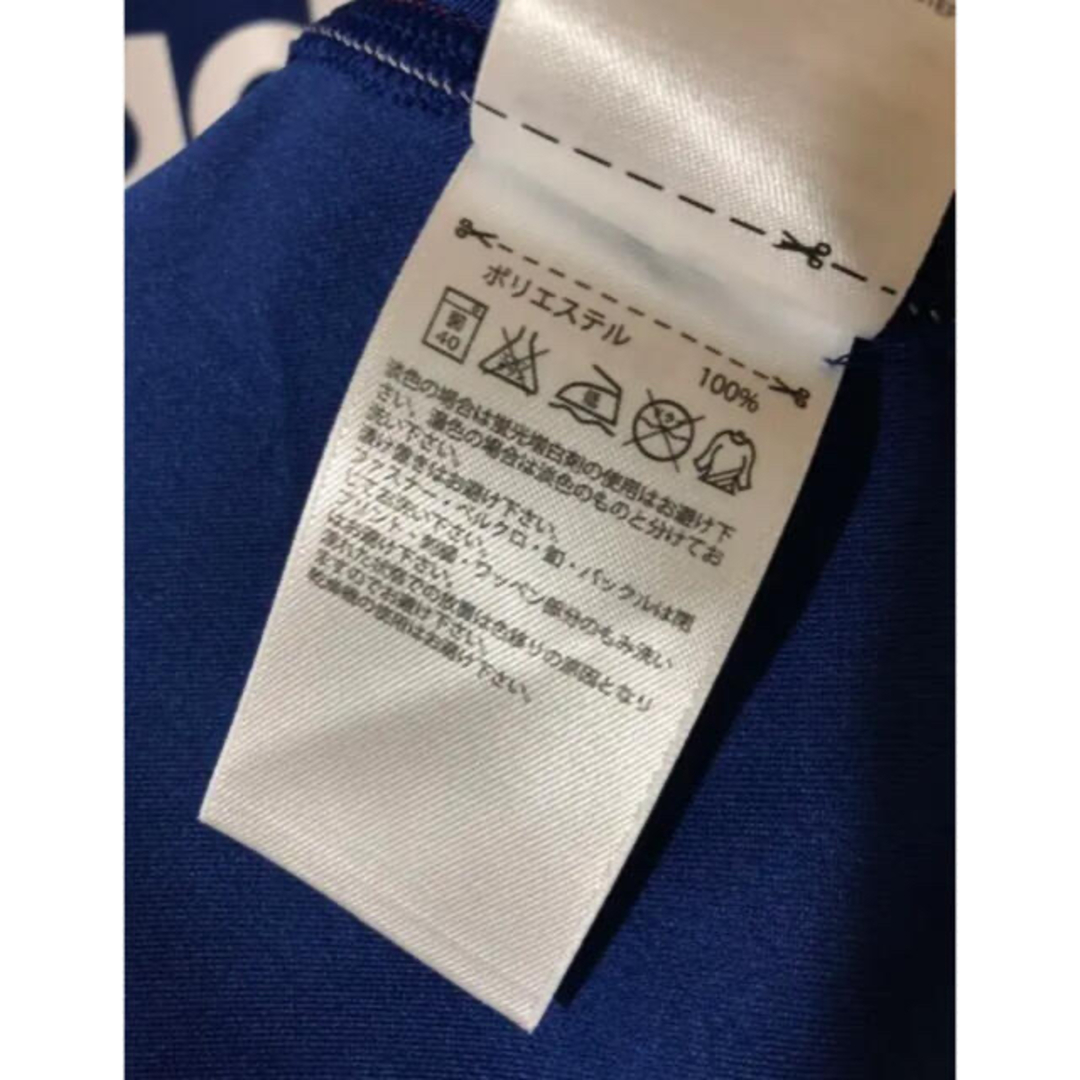 ポリエステル 100%
弱
40
淡色の場合は蛍光増白剤の使用はお避け下
さい。濃色の場合は淡色のものと分けてお
洗い下さい。
漬け置きはお避け下さい。
ファスナー・ベルクロ・釦・バックルは閉
じてお洗い下さい。
プリント・刺繍・ワッペン部分のもみ洗い
はお避け下さい。
濡れた状態での放置は色移りの原因となり
ますのでお避け下さい。
乾燥機の使用はお避け下さい。